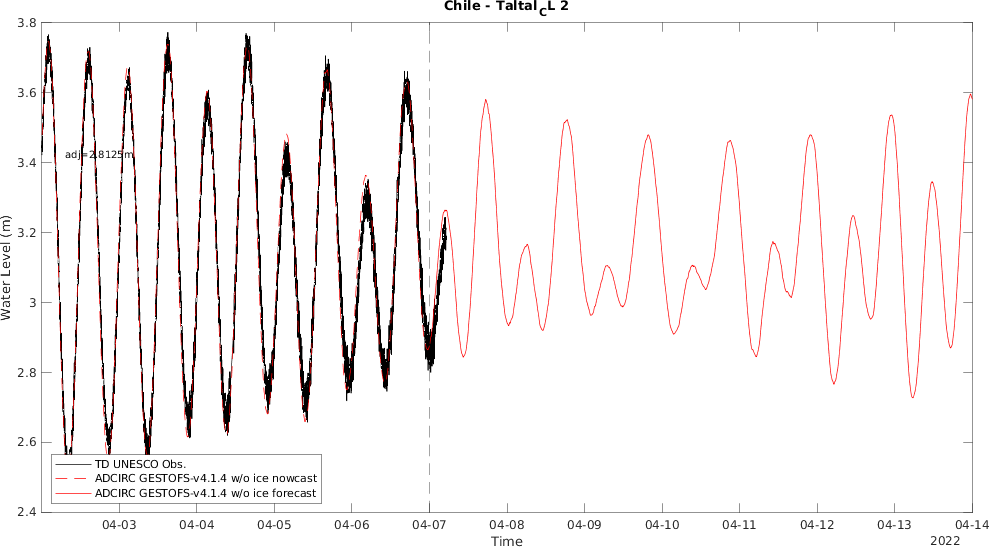 Chile - TaltalCL 2
3.8
3.6
3.4
3.2
3
2.8
2.6
2.4
Water Level (m)
adj=2.8125m
TD UNESCO Obs.
ADCIRC GESTOFS-v4.1.4 w/o ice nowcast
ADCIRC GESTOFS-v4.1.4 w/o ice forecast
04-03 04-04 04-05 04-06 04-07 04-08 04-09 04-10 04-11 04-12 04-13 04-14
Time
2022